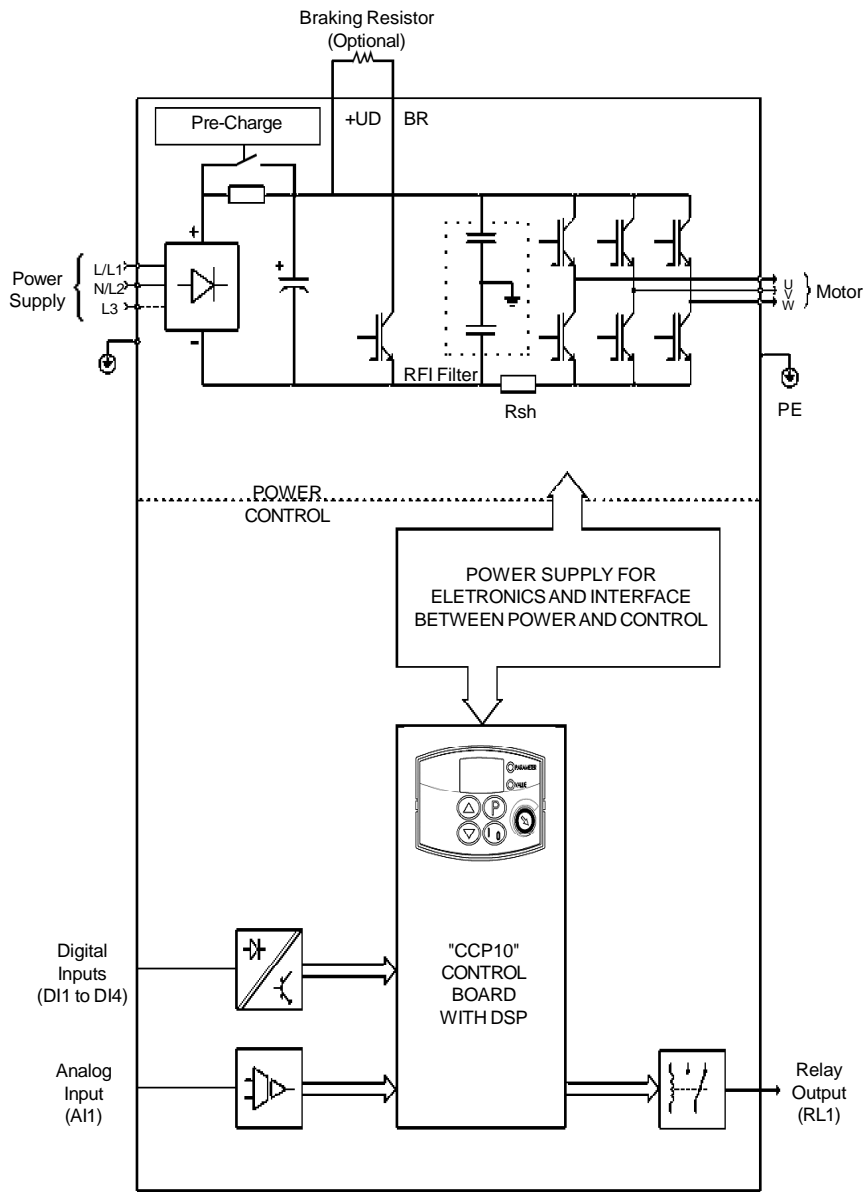 Braking Resistor
(Optional)
Pre-Charge
+UD
BR
+
+
Power
Supply
L/L1
N/L2
L3
-
U
V
W
Motor
RFI Filter
Rsh
PE
POWER
CONTROL
POWER SUPPLY FOR
ELETRONICS AND INTERFACE
BETWEEN POWER AND CONTROL
PARAMETER
VALUE
P
I 0
Digital
Inputs
(DI1 to DI4)
"CCP10"
CONTROL
BOARD
WITH DSP
Analog
Input
(AI1)
Relay
Output
(RL1)